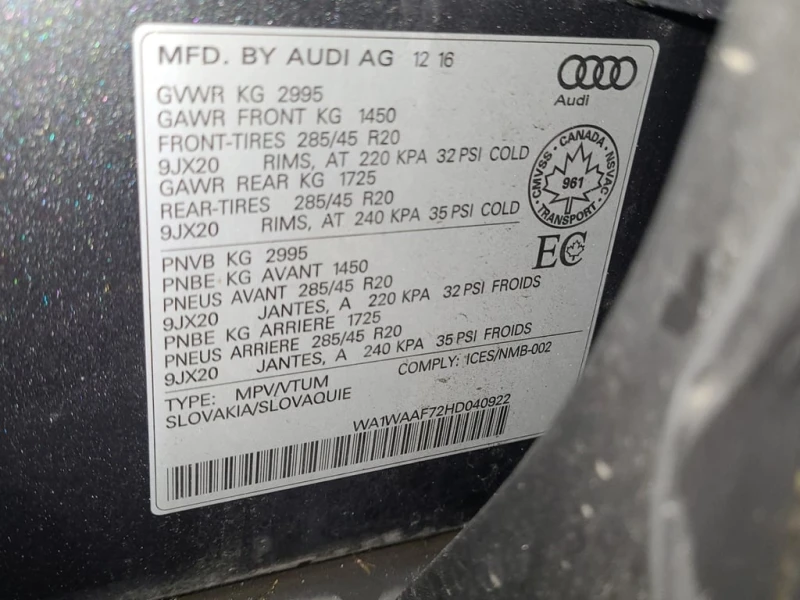 MFD. BY AUDI AG 12 16
Audi
GVWR KG 2995
GAWR FRONT KG 1450
FRONT-TIRES 285/45 R20
9JX20 RIMS, AT 220 KPA 32 PSI COLD
GAWR REAR KG 1725
REAR-TIRES 285/45 R20
9JX20 RIMS, AT 240 KPA 35 PSI COLD
CANADA
CMVSS NSVAC
961
TRANSPORT
EC
PNVB KG 2995
PNBE KG AVANT 1450
PNEUS AVANT 285/45 R20
9JX20 JANTES, A 220 KPA 32 PSI FROIDS
PNBE KG ARRIERE 1725
PNEUS ARRIERE 285/45 R20
9JX20 JANTES, A 240 KPA 35 PSI FROIDS
TYPE: MPV/VTUM COMPLY: ICES/NMB-002
SLOVAKIA/SLOVAQUIE
WA1WAAF72HD040922